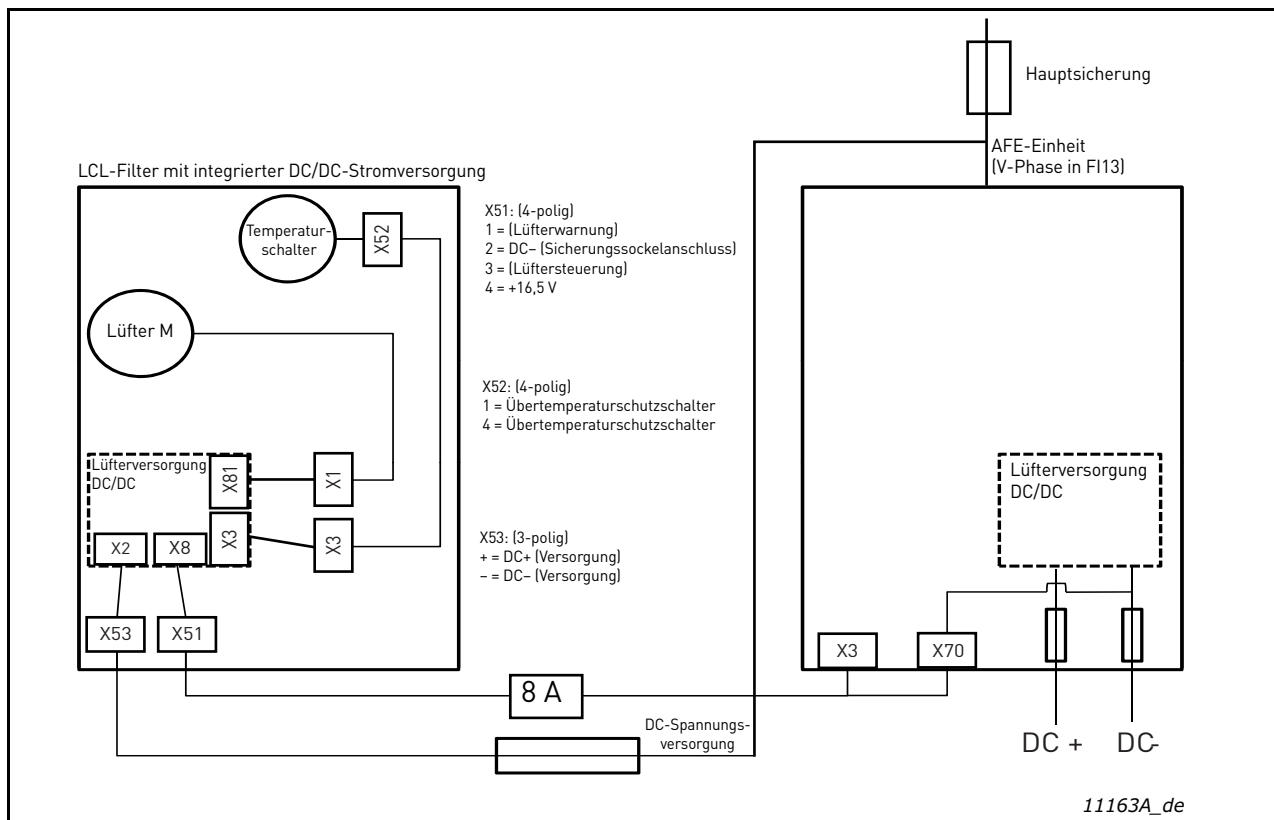 Hauptsicherung
AFE-Einheit
(V-Phase in FI13)
LCL-Filter mit integrierter DC/DC-Stromversorgung
Temperatur-
schalter
X52
X51: (4-polig)
1 = (Lüfterwarnung)
2 = DC– (Sicherungssockelanschluss)
3 = (Lüftersteuerung)
4 = +16,5 V
Lüfter M
X52: (4-polig)
1 = Übertemperaturschutzschalter
4 = Übertemperaturschutzschalter
Lüfterversorgung
DC/DC
X81
X1
X3
X3
X2
X8
Lüfterversorgung
DC/DC
X53: (3-polig)
+ = DC+ (Versorgung)
– = DC– (Versorgung)
X53
X51
X3
X70
8 A
DC-Spannungs-
versorgung
DC +
DC-
11163A_de